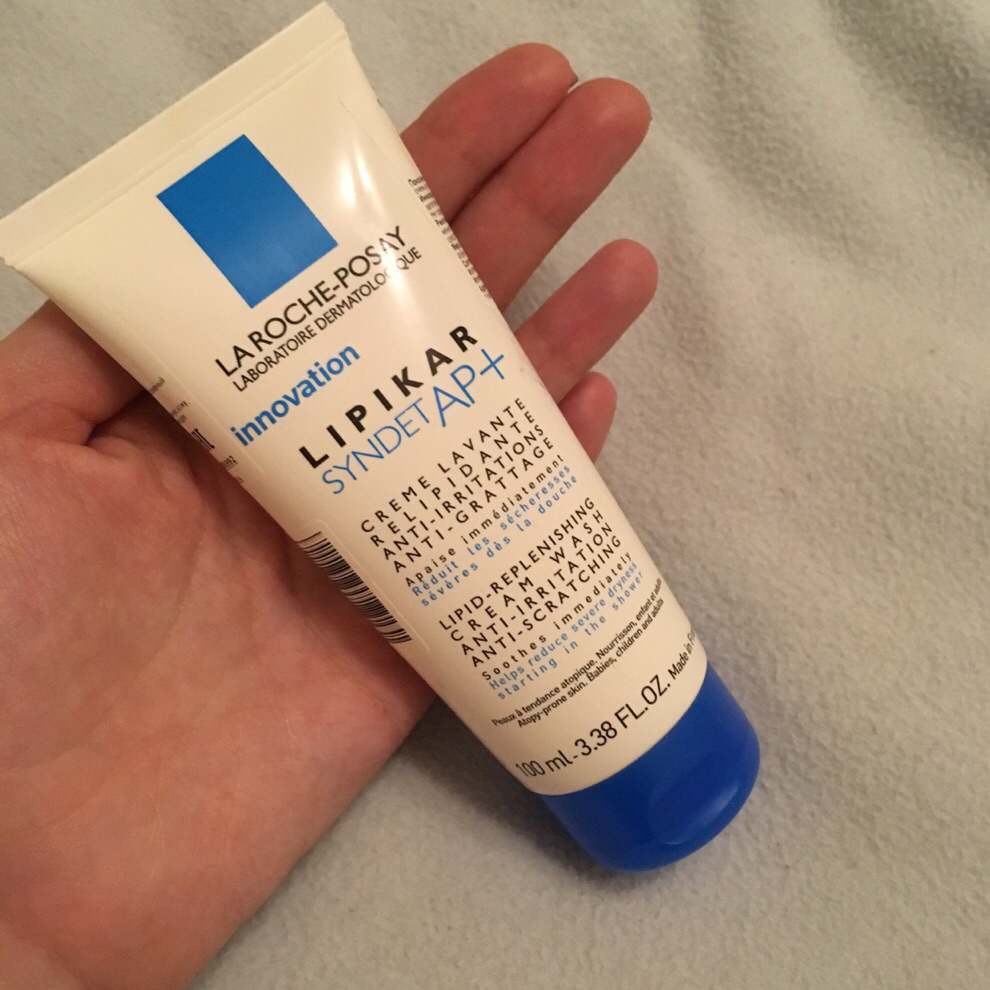 LA ROCHE-POSAY
LABORATOIRE DERMATOLOGIQUE
innovation
LIPIKAR
SYNDET AP+
CREME LAVANTE
RELIPIDANTE
ANTI-IRRITATIONS
ANTI-GRATTAGE
Apaise immédiatement
Réduit les sécheresses
sévères dès la douche
LIPID-REPLENISHING
CREAM WASH
ANTI-IRRITATION
ANTI-SCRATCHING
Soothes immediately
Helps reduce severe dryness
starting in the shower
Peaux à tendance atopique. Nourrisson, enfant et adulte
Atopy-prone skin. Babies, children and adults
100 ml - 3.38 FL.OZ. Made in